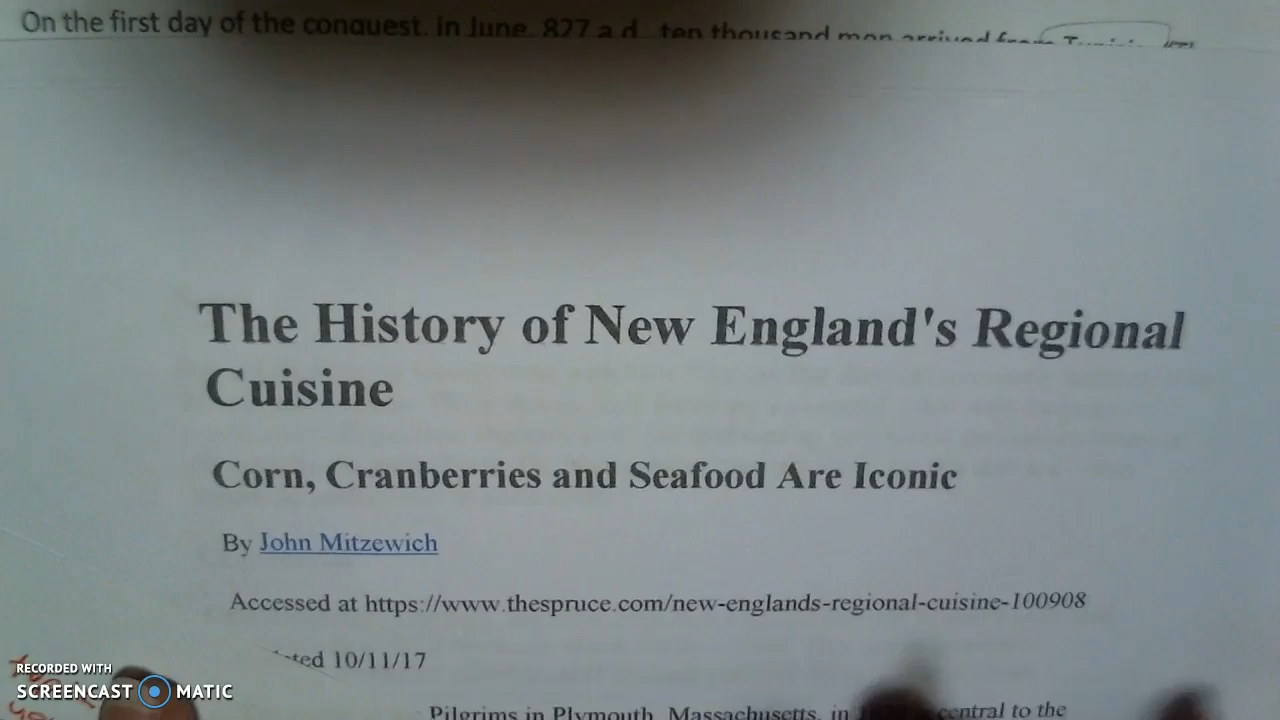 On the first day of the conquest, in June, 827 a.d., ten thousand men arrived from
The History of New England's Regional
Cuisine
Corn, Cranberries and Seafood Are Iconic
By John Mitzewich
Accessed at https://www.thespruce.com/new-englands-regional-cuisine-100908
10/11/17
Pilgrims in Plymouth, Massachusetts, in central to the
RECORDED WITH
SCREENCAST MATIC